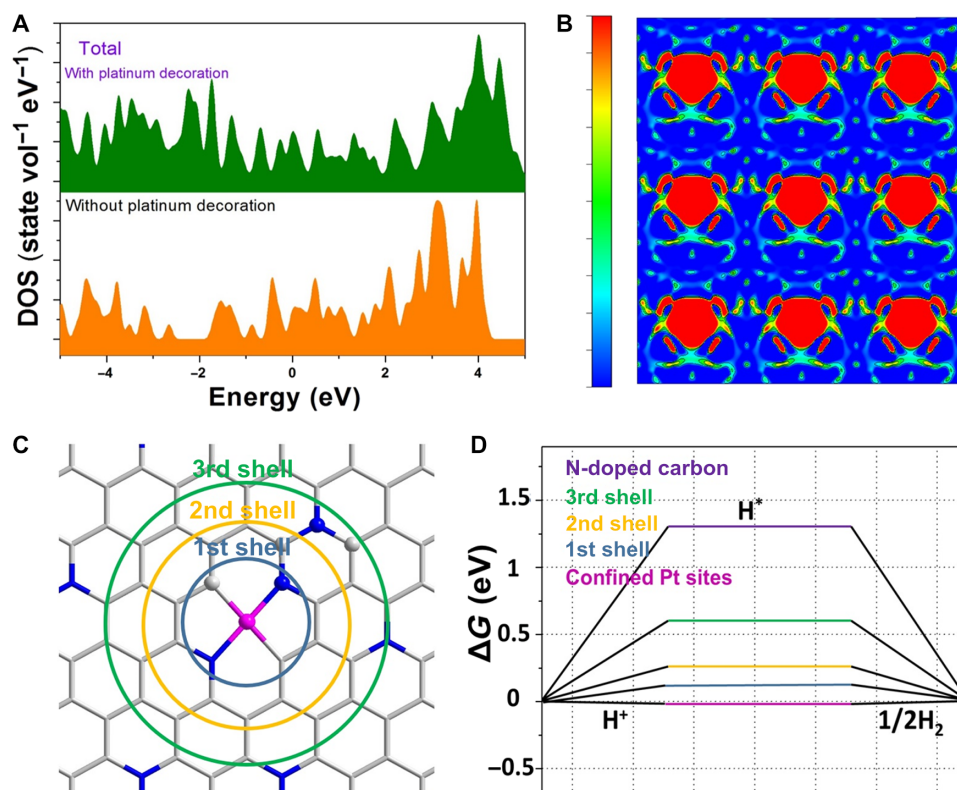 A
Total
With platinum decoration
Without platinum decoration
DOS (state vol−1 eV−1)
−4
−2
0
2
4
Energy (eV)
B
C
3rd shell
2nd shell
1st shell
D
N-doped carbon
3rd shell
2nd shell
1st shell
Confined Pt sites
H*
1.5
1
0.5
0
−0.5
ΔG (eV)
H+
1/2H2